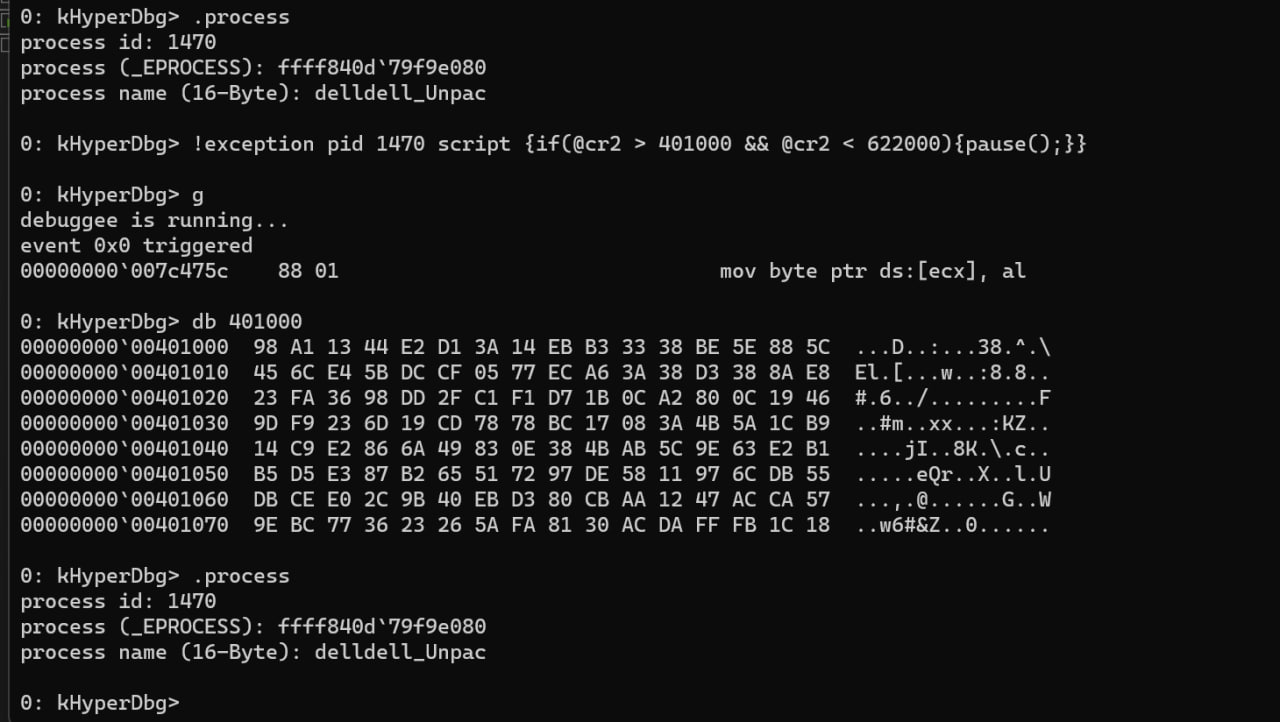 0: kHyperDbg> .process
process id: 1470
process (_EPROCESS): ffff840d`79f9e080
process name (16-Byte): delldell_Unpac
0: kHyperDbg> !exception pid 1470 script {if(@cr2 > 401000 && @cr2 < 622000){pause();}}
0: kHyperDbg> g
debuggee is running...
event 0x0 triggered
00000000`007c475c    88 01                               mov byte ptr ds:[ecx], al
0: kHyperDbg> db 401000
00000000`00401000  98 A1 13 44 E2 D1 3A 14 EB B3 33 38 BE 5E 88 5C  ...D..:...38.^.\
00000000`00401010  45 6C E4 5B DC CF 05 77 EC A6 3A 38 D3 38 8A E8  El.[...w..:8.8..
00000000`00401020  23 FA 36 98 DD 2F C1 F1 D7 1B 0C A2 80 0C 19 46  #.6../.........F
00000000`00401030  9D F9 23 6D 19 CD 78 78 BC 17 08 3A 4B 5A 1C B9  ..#m..xx...:KZ..
00000000`00401040  14 C9 E2 86 6A 49 83 0E 38 4B AB 5C 9E 63 E2 B1  ....jI..8K.\.c..
00000000`00401050  B5 D5 E3 87 B2 65 51 72 97 DE 58 11 97 6C DB 55  .....eQr..X..l.U
00000000`00401060  DB CE E0 2C 9B 40 EB D3 80 CB AA 12 47 AC CA 57  ...,.@......G..W
00000000`00401070  9E BC 77 36 23 26 5A FA 81 30 AC DA FF FB 1C 18  ..w6#&Z..0......
0: kHyperDbg> .process
process id: 1470
process (_EPROCESS): ffff840d`79f9e080
process name (16-Byte): delldell_Unpac
0: kHyperDbg>